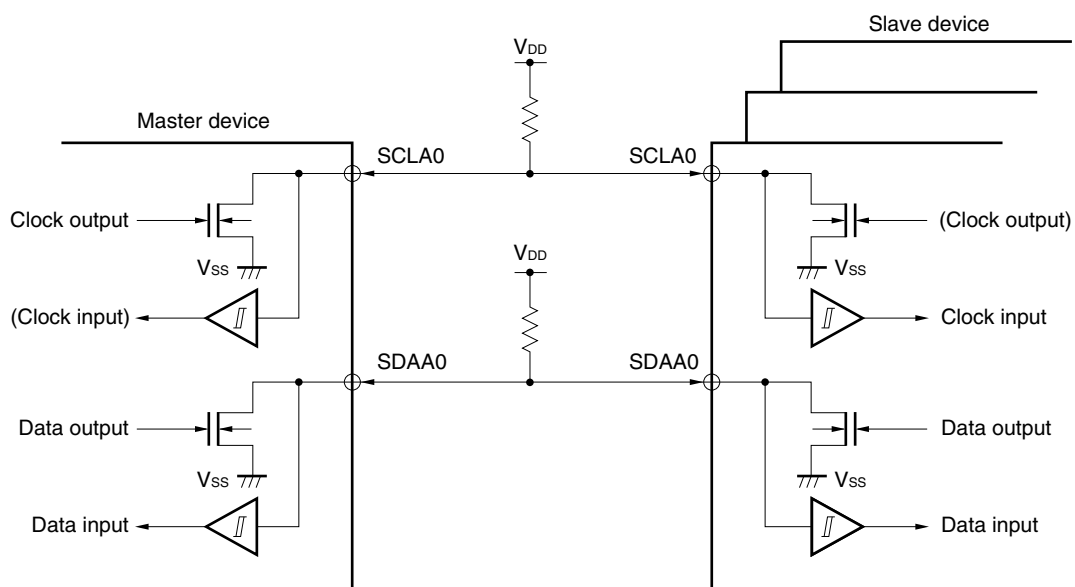 Slave device
VDD
Master device
SCLA0
SCLA0
Clock output
(Clock output)
VDD
VSS
VSS
(Clock input)
Clock input
SDAA0
SDAA0
Data output
Data output
VSS
VSS
Data input
Data input